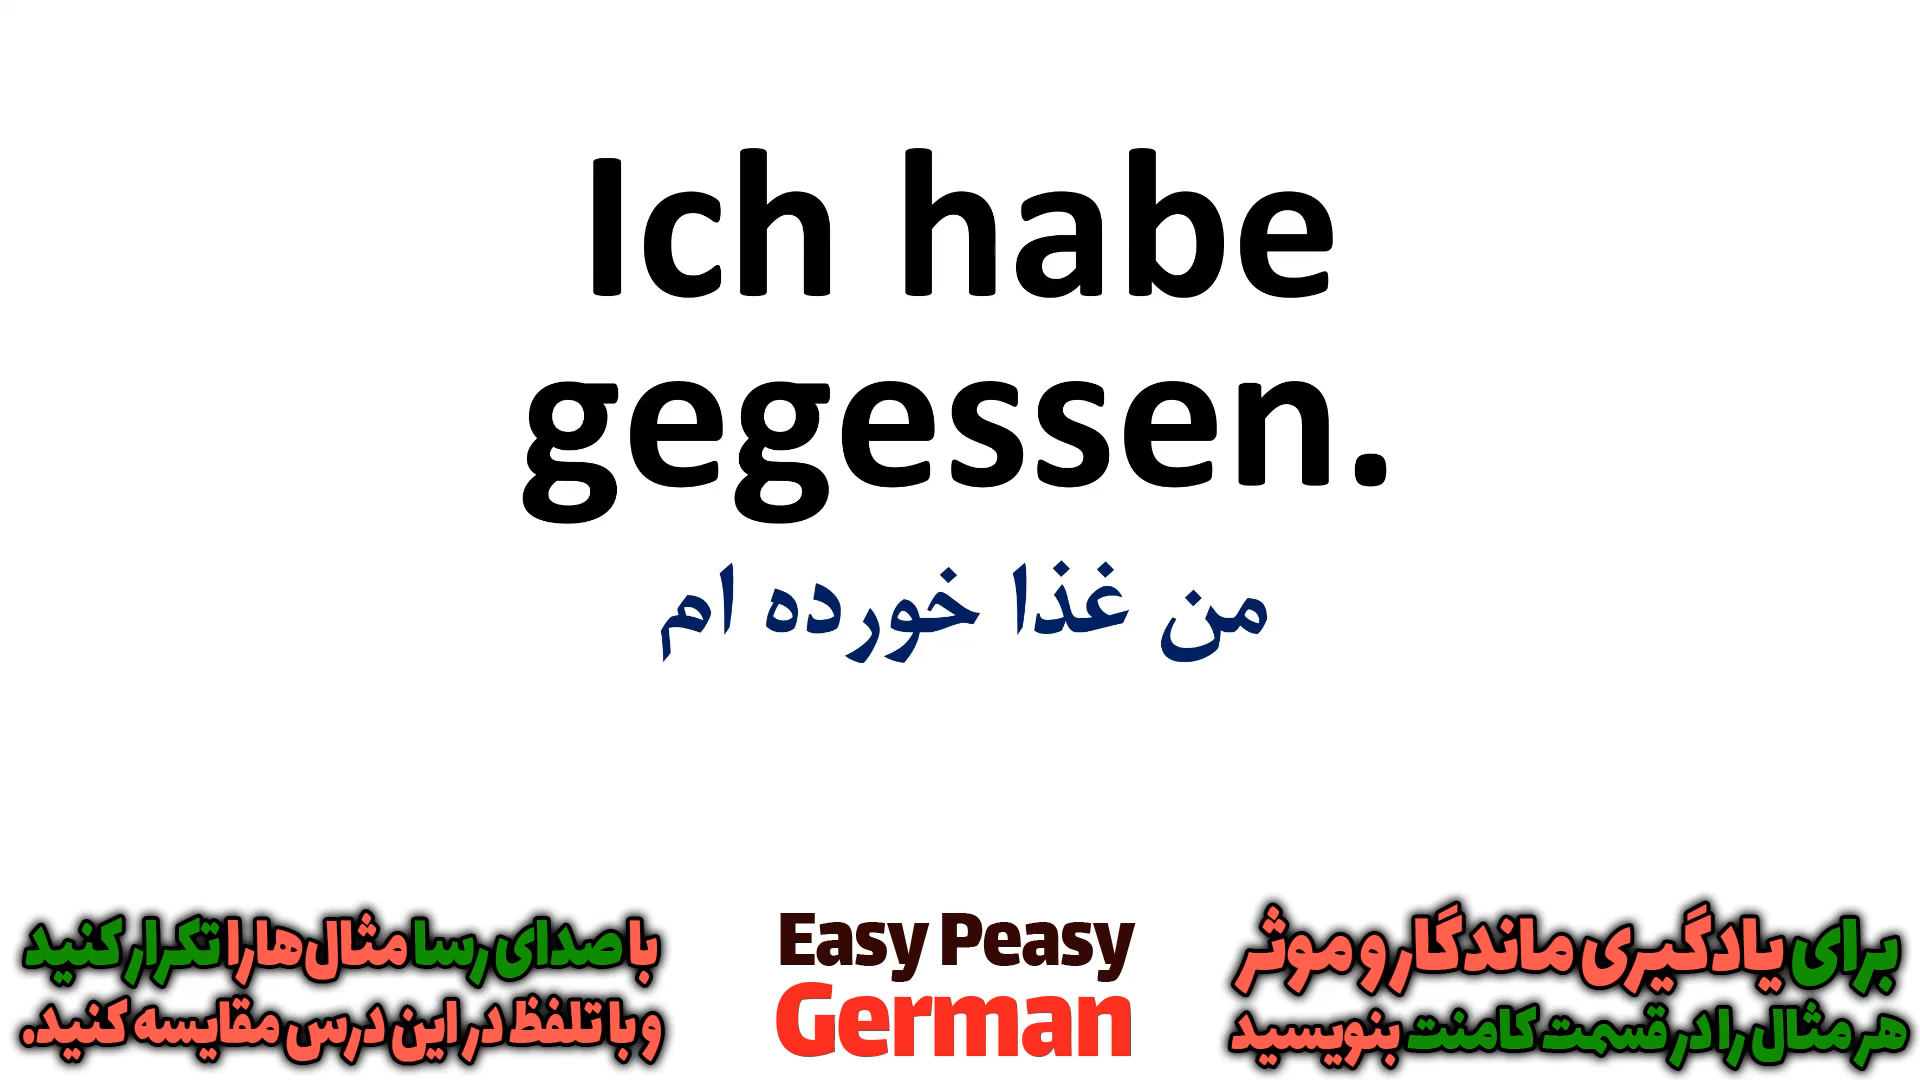 Ich habe
gegessen.
من غذا خورده ام
برای یادگیری ماندگار و موثر
هر مثال را در قسمت کامنت بنویسید
Easy Peasy
German
با صدای رسا مثال‌ها را تکرار کنید
و با تلفظ در این درس مقایسه کنید.